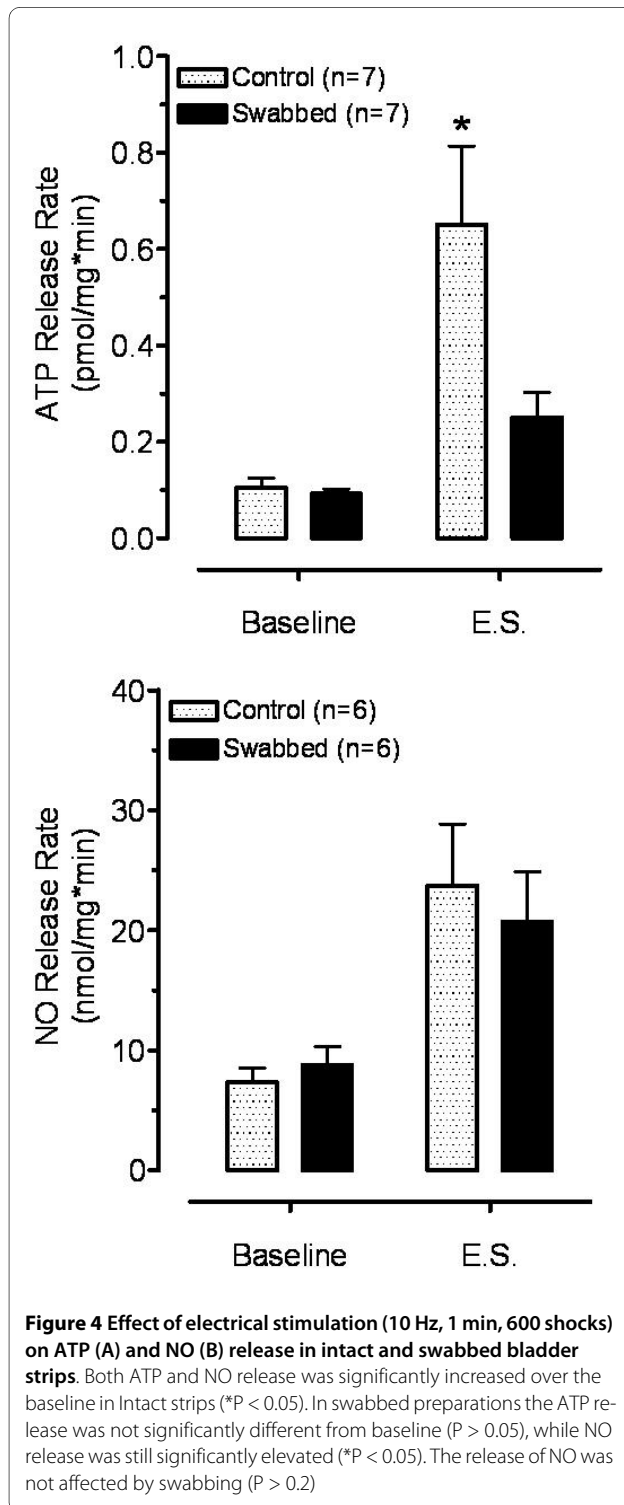 1.0
Control (n=7)
Swabbed (n=7)
*
0.8
0.6
0.4
0.2
0.0
ATP Release Rate
(pmol/mg*min)
Baseline
E.S.
40
Control (n=6)
Swabbed (n=6)
30
20
10
0
NO Release Rate
(nmol/mg*min)
Baseline
E.S.
Figure 4 Effect of electrical stimulation (10 Hz, 1 min, 600 shocks)
on ATP (A) and NO (B) release in intact and swabbed bladder
strips. Both ATP and NO release was significantly increased over the
baseline in Intact strips (*P < 0.05). In swabbed preparations the ATP re-
lease was not significantly different from baseline (P > 0.05), while NO
release was still significantly elevated (*P < 0.05). The release of NO was
not affected by swabbing (P > 0.2)